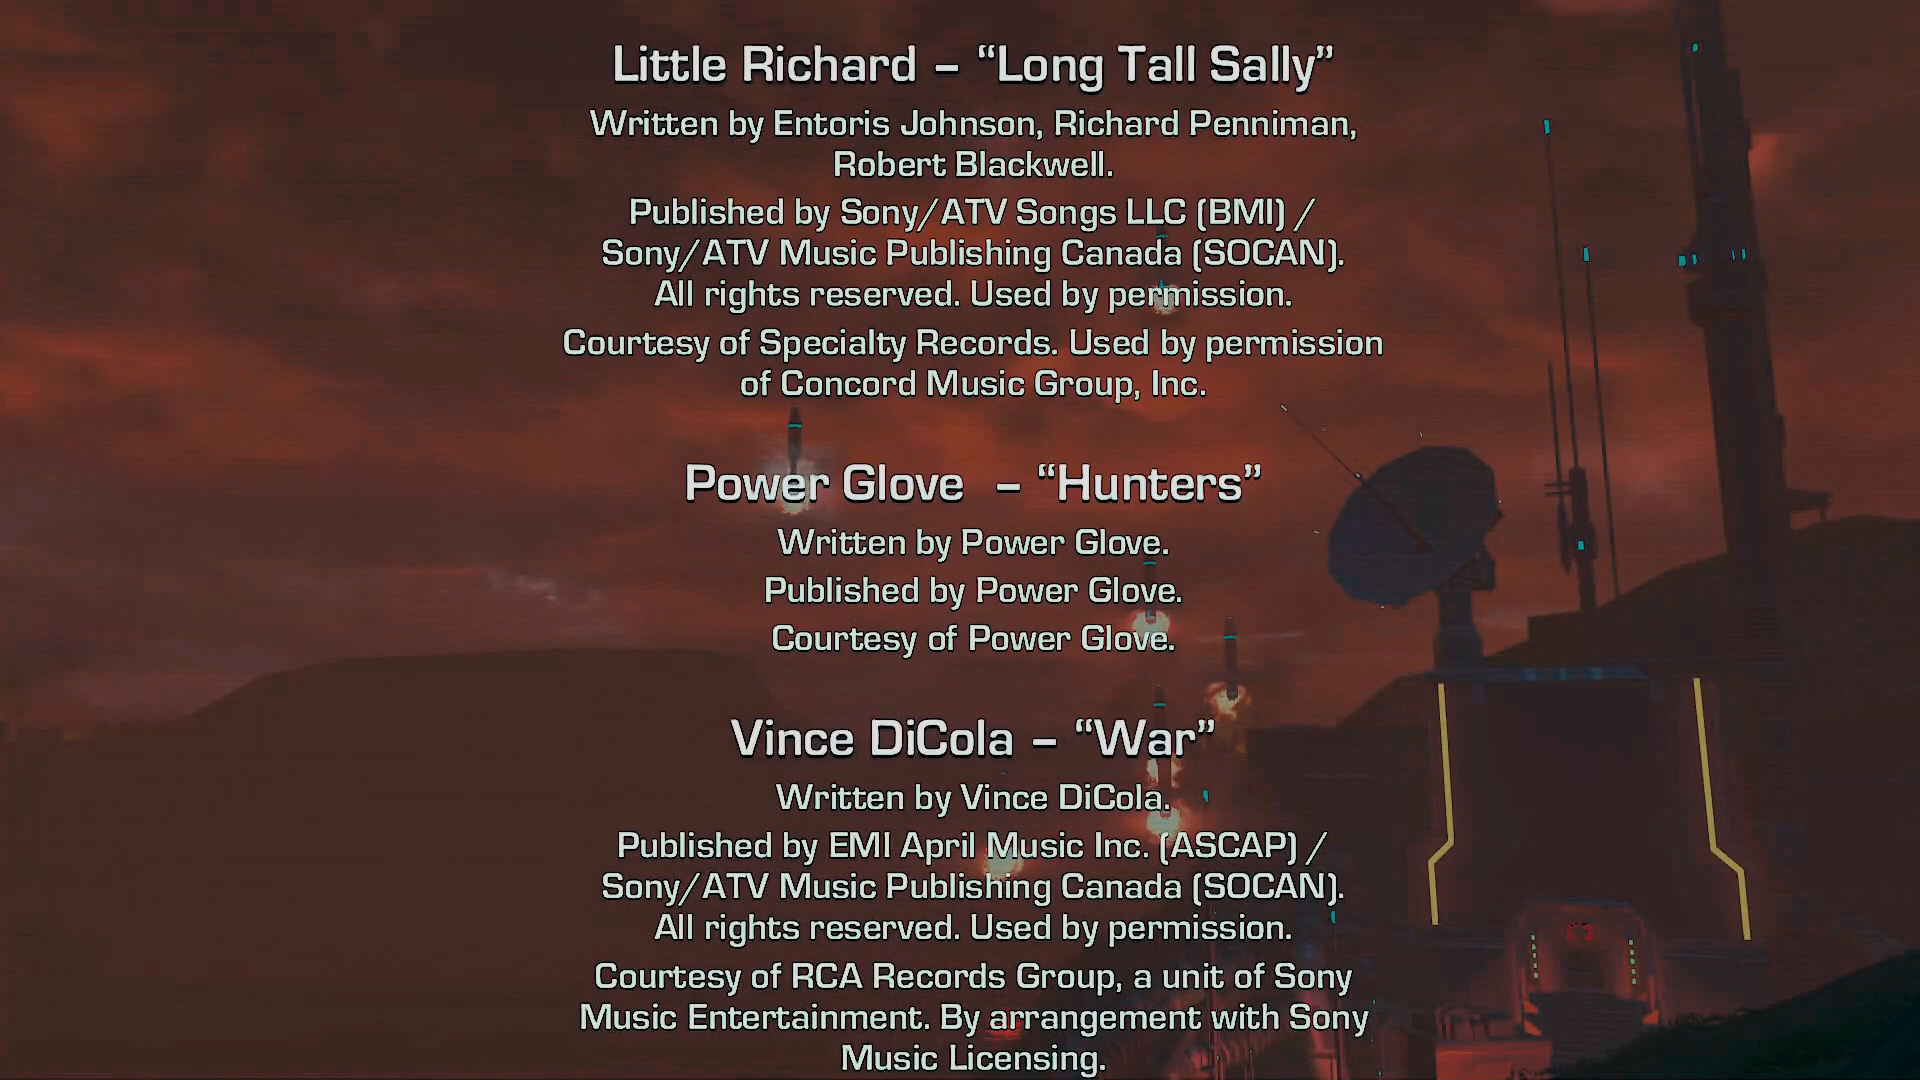 Little Richard – “Long Tall Sally”
Written by Entoris Johnson, Richard Penniman,
Robert Blackwell.
Published by Sony/ATV Songs LLC (BMI) /
Sony/ATV Music Publishing Canada (SOCAN).
All rights reserved. Used by permission.
Courtesy of Specialty Records. Used by permission
of Concord Music Group, Inc.
Power Glove – “Hunters”
Written by Power Glove.
Published by Power Glove.
Courtesy of Power Glove.
Vince DiCola – “War”
Written by Vince DiCola.
Published by EMI April Music Inc. (ASCAP) /
Sony/ATV Music Publishing Canada (SOCAN).
All rights reserved. Used by permission.
Courtesy of RCA Records Group, a unit of Sony
Music Entertainment. By arrangement with Sony
Music Licensing.